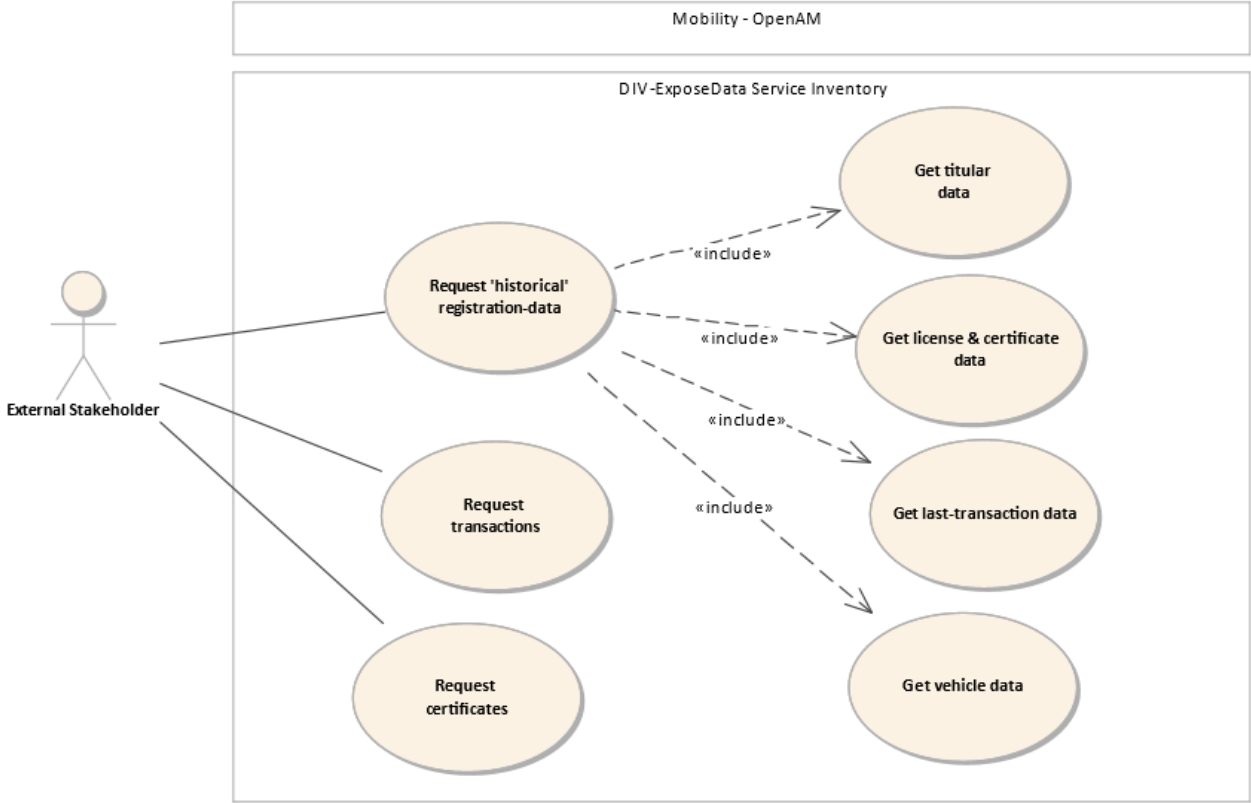 Mobility - OpenAM
DIV-ExposeData Service Inventory
Get titular
data
«include»
Request 'historical'
registration-data
«include»
Get license & certificate
data
External Stakeholder
«include»
Request
transactions
«include»
Get last-transaction data
Request
certificates
Get vehicle data